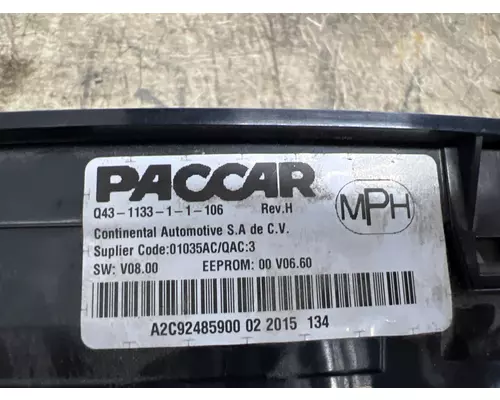 PACCAR
Q43-1133-1-1-106 Rev.H
MPH
Continental Automotive S.A de C.V.
Suplier Code:01035AC/QAC:3
SW: V08.00 EEPROM: 00 V06.60
A2C92485900 02 2015 134